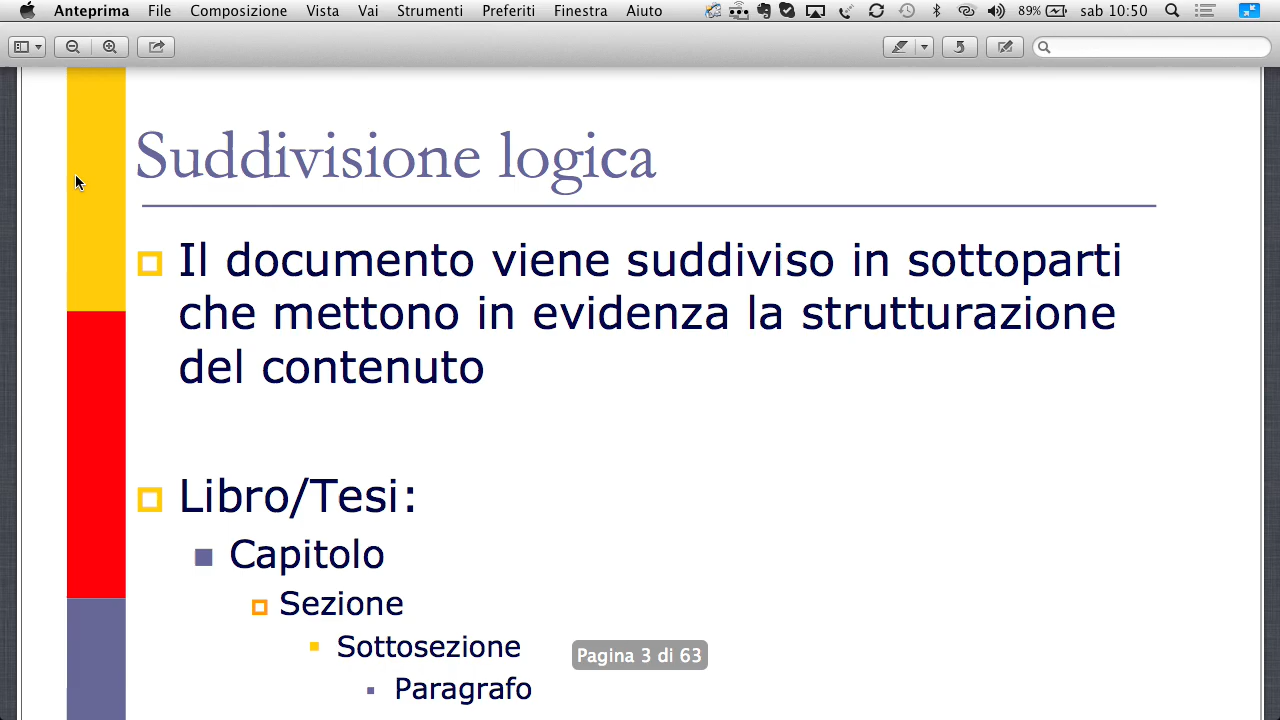 Anteprima File Composizione Vista Vai Strumenti Preferiti Finestra Aiuto 89% sab 10:50
Suddivisione logica
Il documento viene suddiviso in sottoparti
che mettono in evidenza la strutturazione
del contenuto
Libro/Tesi:
Capitolo
Sezione
Sottosezione
Pagina 3 di 63
Paragrafo